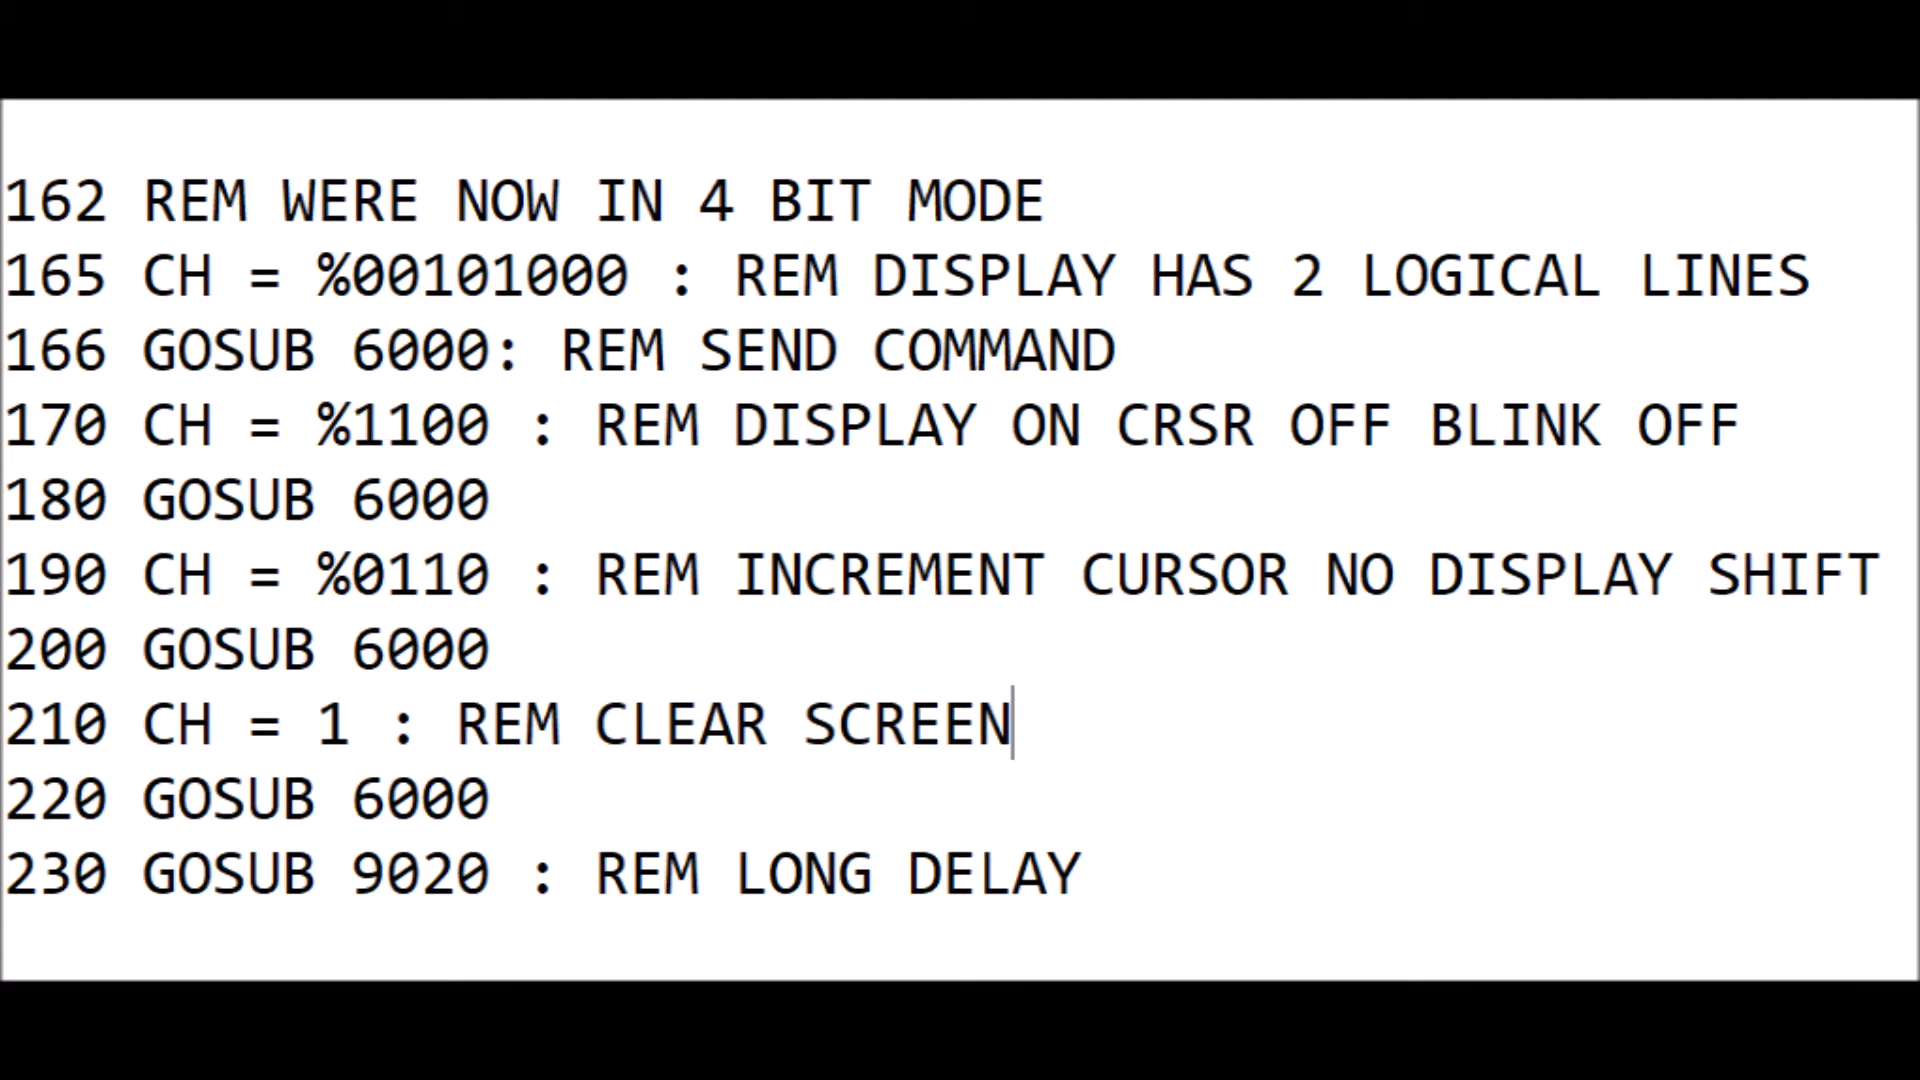 162 REM WERE NOW IN 4 BIT MODE
165 CH = %00101000 : REM DISPLAY HAS 2 LOGICAL LINES
166 GOSUB 6000: REM SEND COMMAND
170 CH = %1100 : REM DISPLAY ON CRSR OFF BLINK OFF
180 GOSUB 6000
190 CH = %0110 : REM INCREMENT CURSOR NO DISPLAY SHIFT
200 GOSUB 6000
210 CH = 1 : REM CLEAR SCREEN
220 GOSUB 6000
230 GOSUB 9020 : REM LONG DELAY